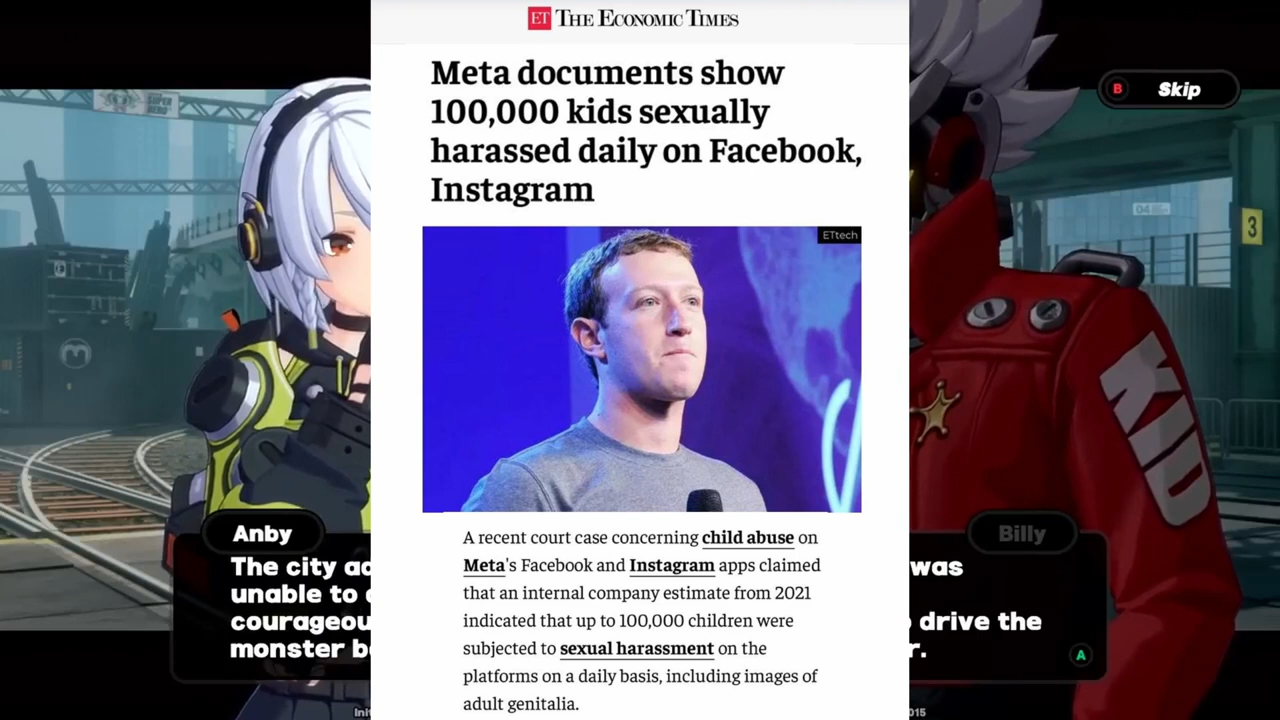 ET THE ECONOMIC TIMES
Meta documents show
100,000 kids sexually
harassed daily on Facebook,
Instagram
ETtech
A recent court case concerning child abuse on
Meta's Facebook and Instagram apps claimed
that an internal company estimate from 2021
indicated that up to 100,000 children were
subjected to sexual harassment on the
platforms on a daily basis, including images of
adult genitalia.
B Skip
3
KID
Anby
The city
unable to
courageou
monster b
Billy
was
drive the
r.
A
015